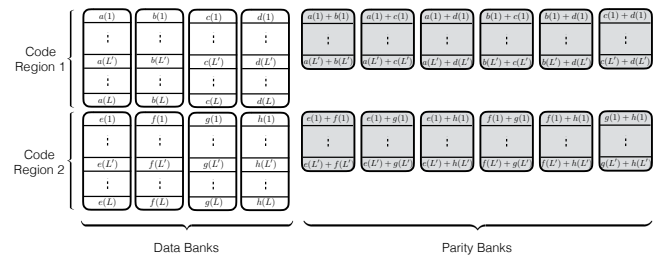 a(1) b(1) c(1) d(1) a(1) + b(1) a(1) + c(1) a(1) + d(1) b(1) + c(1) b(1) + d(1) c(1) + d(1)
Code
Region 1
a(L') b(L') c(L') d(L') a(L') + b(L') a(L') + c(L') a(L') + d(L') b(L') + c(L') b(L') + d(L') c(L') + d(L')
a(L) b(L) c(L) d(L)
e(1) f(1) g(1) h(1) e(1) + f(1) e(1) + g(1) e(1) + h(1) f(1) + g(1) f(1) + h(1) g(1) + h(1)
Code
Region 2
e(L') f(L') g(L') h(L') e(L') + f(L') e(L') + g(L') e(L') + h(L') f(L') + g(L') f(L') + h(L') g(L') + h(L')
e(L) f(L) g(L) h(L)
Data Banks Parity Banks